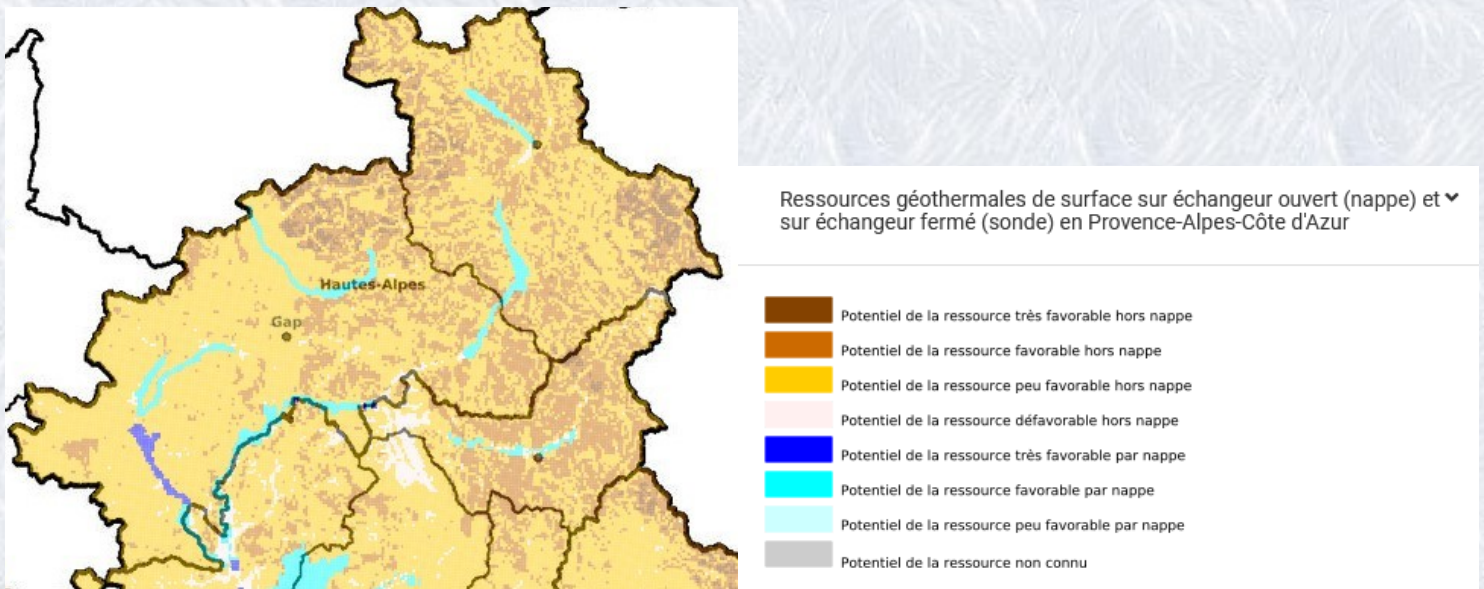 Hautes-Alpes
Gap
Ressources géothermales de surface sur échangeur ouvert (nappe) et
sur échangeur fermé (sonde) en Provence-Alpes-Côte d'Azur
Potentiel de la ressource très favorable hors nappe
Potentiel de la ressource favorable hors nappe
Potentiel de la ressource peu favorable hors nappe
Potentiel de la ressource défavorable hors nappe
Potentiel de la ressource très favorable par nappe
Potentiel de la ressource favorable par nappe
Potentiel de la ressource peu favorable par nappe
Potentiel de la ressource non connu